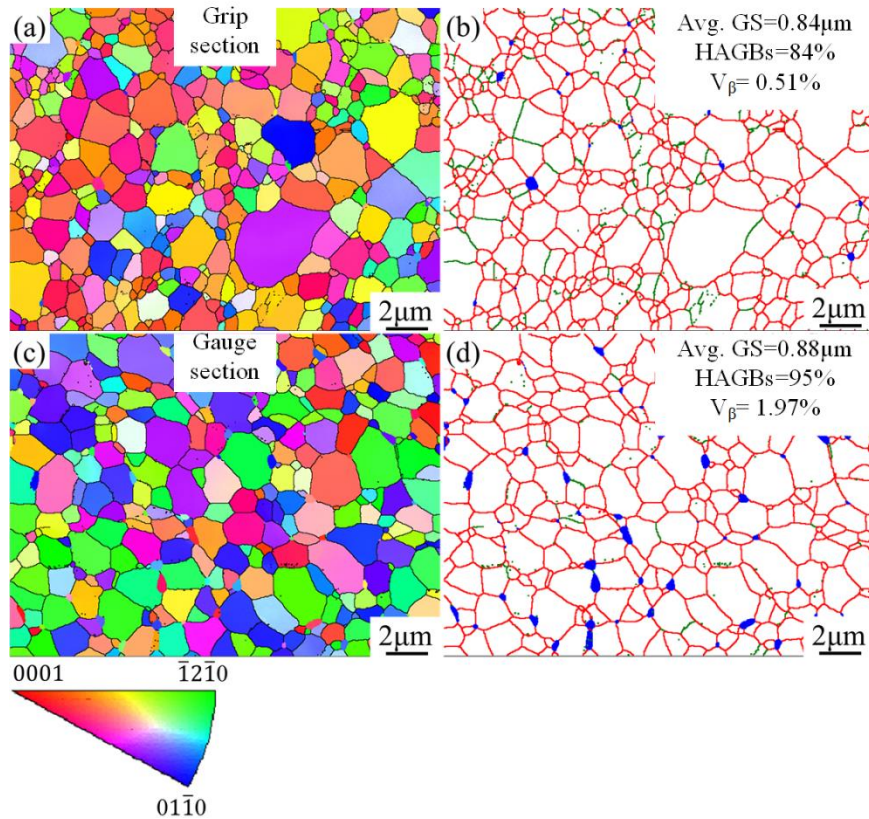 (a)
Grip
section
2μm
(b)
Avg. GS=0.84μm
HAGBs=84%
Vβ= 0.51%
2μm
(c)
Gauge
section
2μm
(d)
Avg. GS=0.88μm
HAGBs=95%
Vβ= 1.97%
2μm
0001 1̅21̅0
011̅0